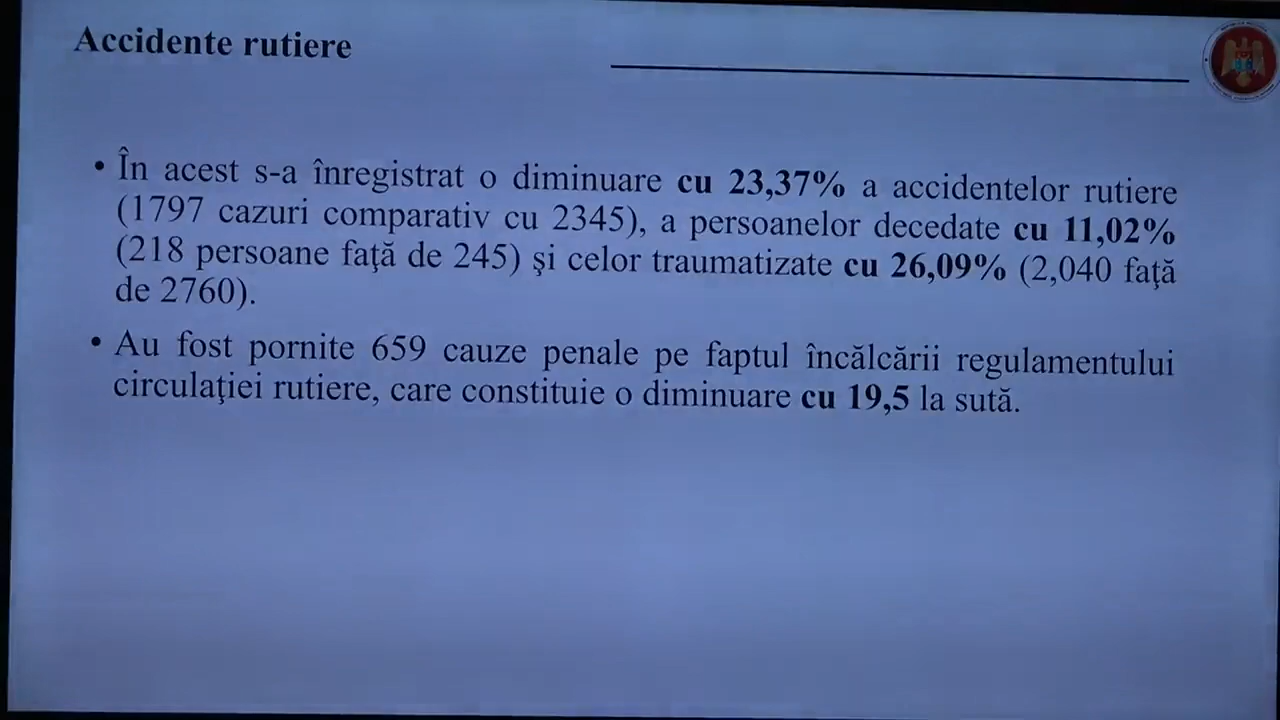 Accidente rutiere
• În acest s-a înregistrat o diminuare cu 23,37% a accidentelor rutiere
(1797 cazuri comparativ cu 2345), a persoanelor decedate cu 11,02%
(218 persoane faţă de 245) şi celor traumatizate cu 26,09% (2,040 faţă
de 2760).
• Au fost pornite 659 cauze penale pe faptul încălcării regulamentului
circulaţiei rutiere, care constituie o diminuare cu 19,5 la sută.